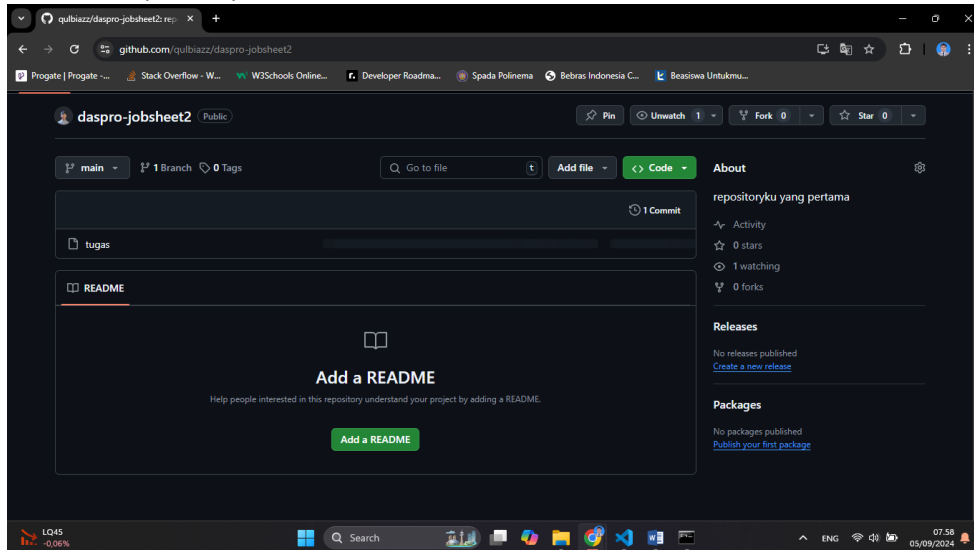 qulbiazz/daspro-jobsheet2: rep
github.com/qulbiazz/daspro-jobsheet2
Progate | Progate -...
Stack Overflow - W...
W3Schools Online...
Developer Roadma...
Spada Polinema
Bebras Indonesia C...
Beasiswa Untukmu...
daspro-jobsheet2 Public
Pin
Unwatch 1
Fork 0
Star 0
main
1 Branch
0 Tags
Go to file t
Add file
Code
1 Commit
tugas
README
Add a README
Help people interested in this repository understand your project by adding a README.
Add a README
About
repositoryku yang pertama
Activity
0 stars
1 watching
0 forks
Releases
No releases published
Create a new release
Packages
No packages published
Publish your first package
LQ45
-0,06%
Search
ENG
07.58
05/09/2024